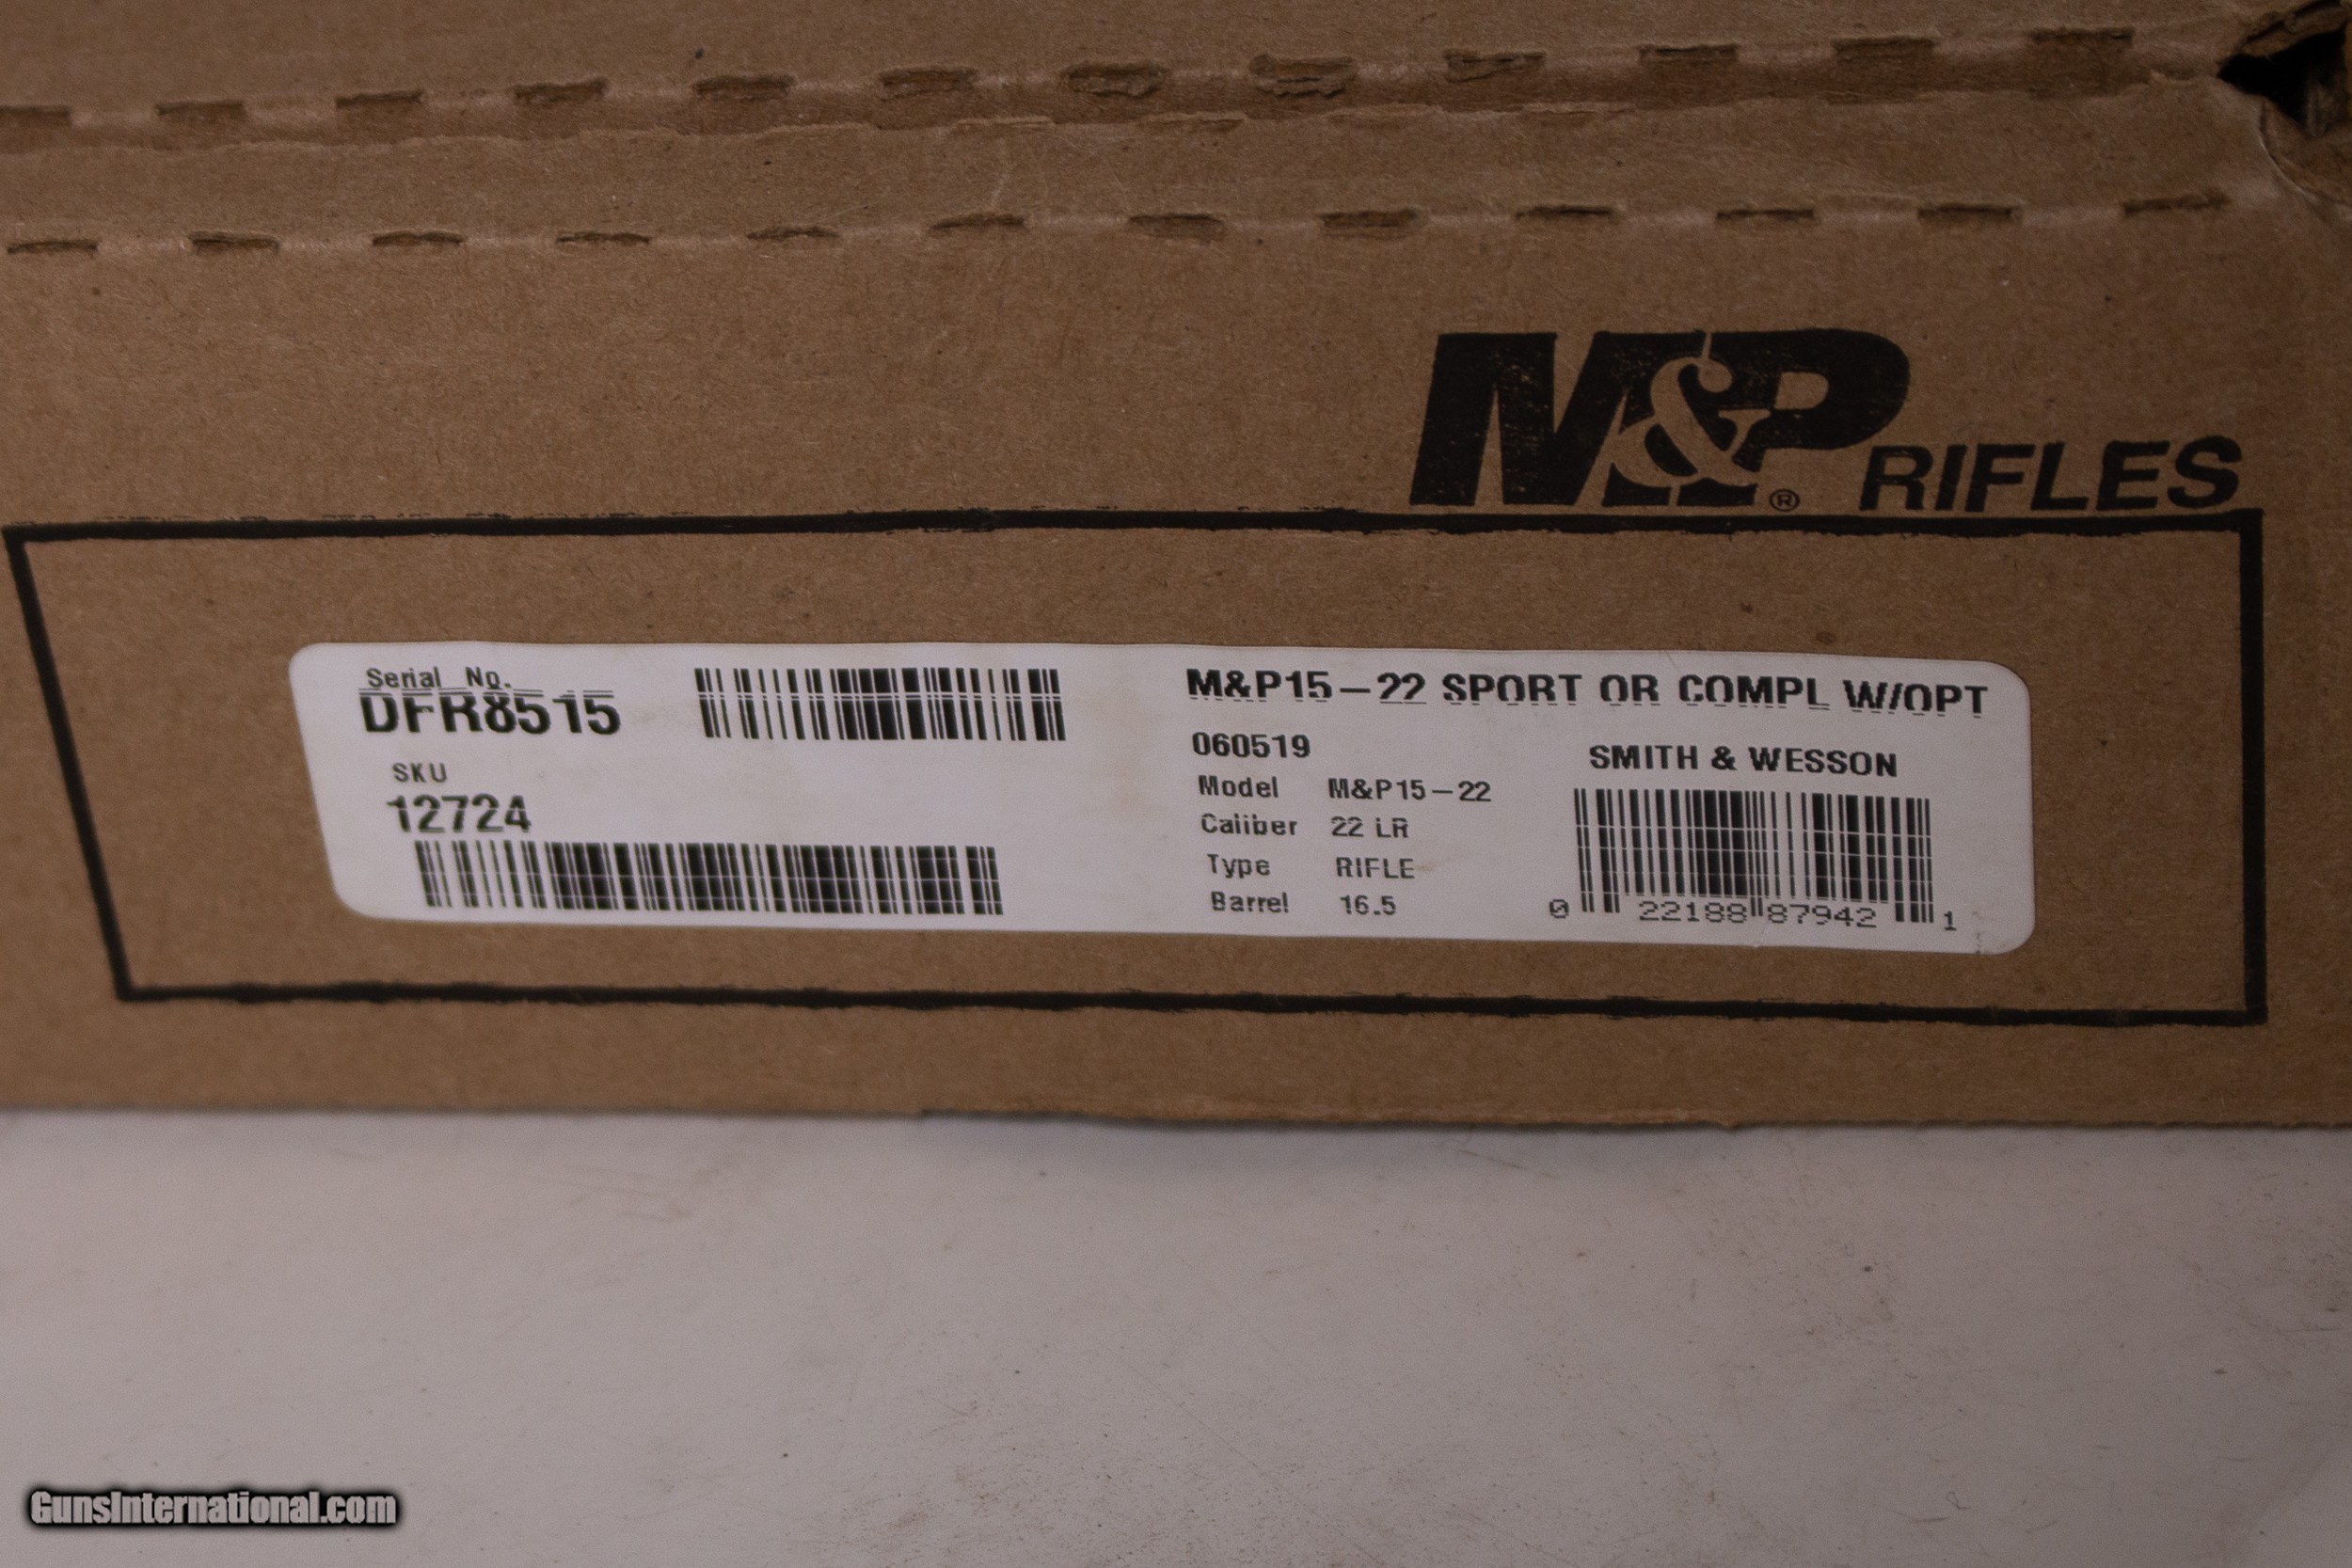 M&P® RIFLES
Serial No.
DFR8515
SKU
12724
M&P15-22 SPORT OR COMPL W/OPT
060519
SMITH & WESSON
Model M&P15-22
Caliber 22 LR
Type RIFLE
Barrel 16.5
0 22188 87942 1
GunsInternational.com